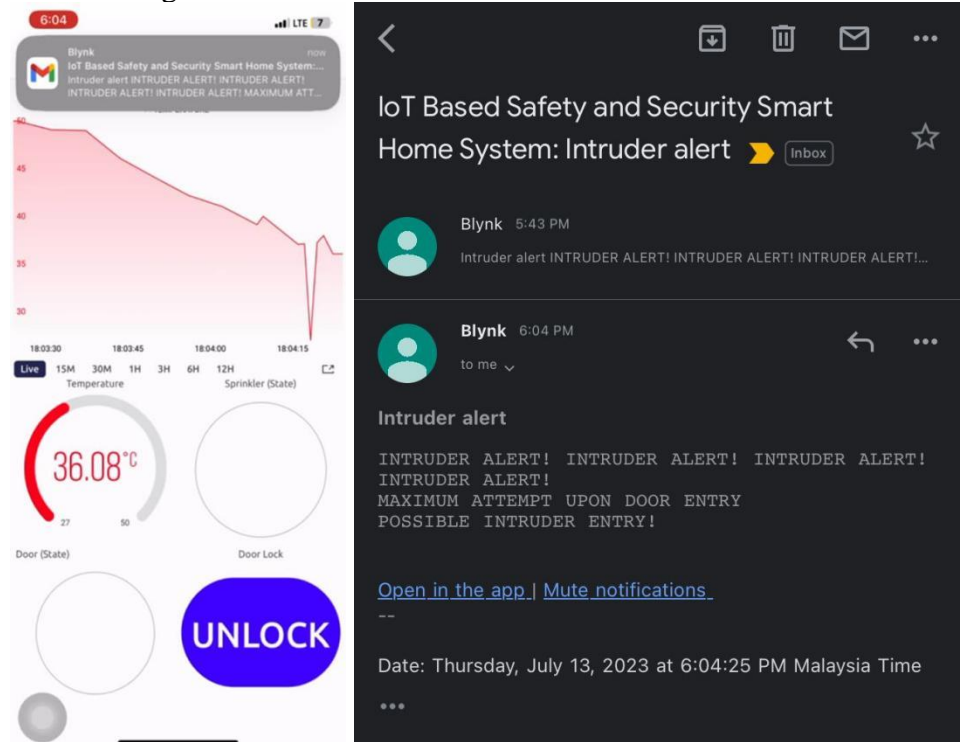 6:04
LTE 7
Blynk now
IoT Based Safety and Security Smart Home System:...
Intruder alert INTRUDER ALERT! INTRUDER ALERT!
INTRUDER ALERT! INTRUDER ALERT! MAXIMUM ATT...
50
45
40
35
30
18:03:30 18:03:45 18:04:00 18:04:15
Live 15M 30M 1H 3H 6H 12H
Temperature Sprinkler (State)
36.08°C
27 50
Door (State) Door Lock
UNLOCK
IoT Based Safety and Security Smart
Home System: Intruder alert Inbox
Blynk 5:43 PM
Intruder alert INTRUDER ALERT! INTRUDER ALERT! INTRUDER ALERT!...
Blynk 6:04 PM
to me
Intruder alert
INTRUDER ALERT! INTRUDER ALERT! INTRUDER ALERT!
INTRUDER ALERT!
MAXIMUM ATTEMPT UPON DOOR ENTRY
POSSIBLE INTRUDER ENTRY!
Open in the app | Mute notifications
--
Date: Thursday, July 13, 2023 at 6:04:25 PM Malaysia Time